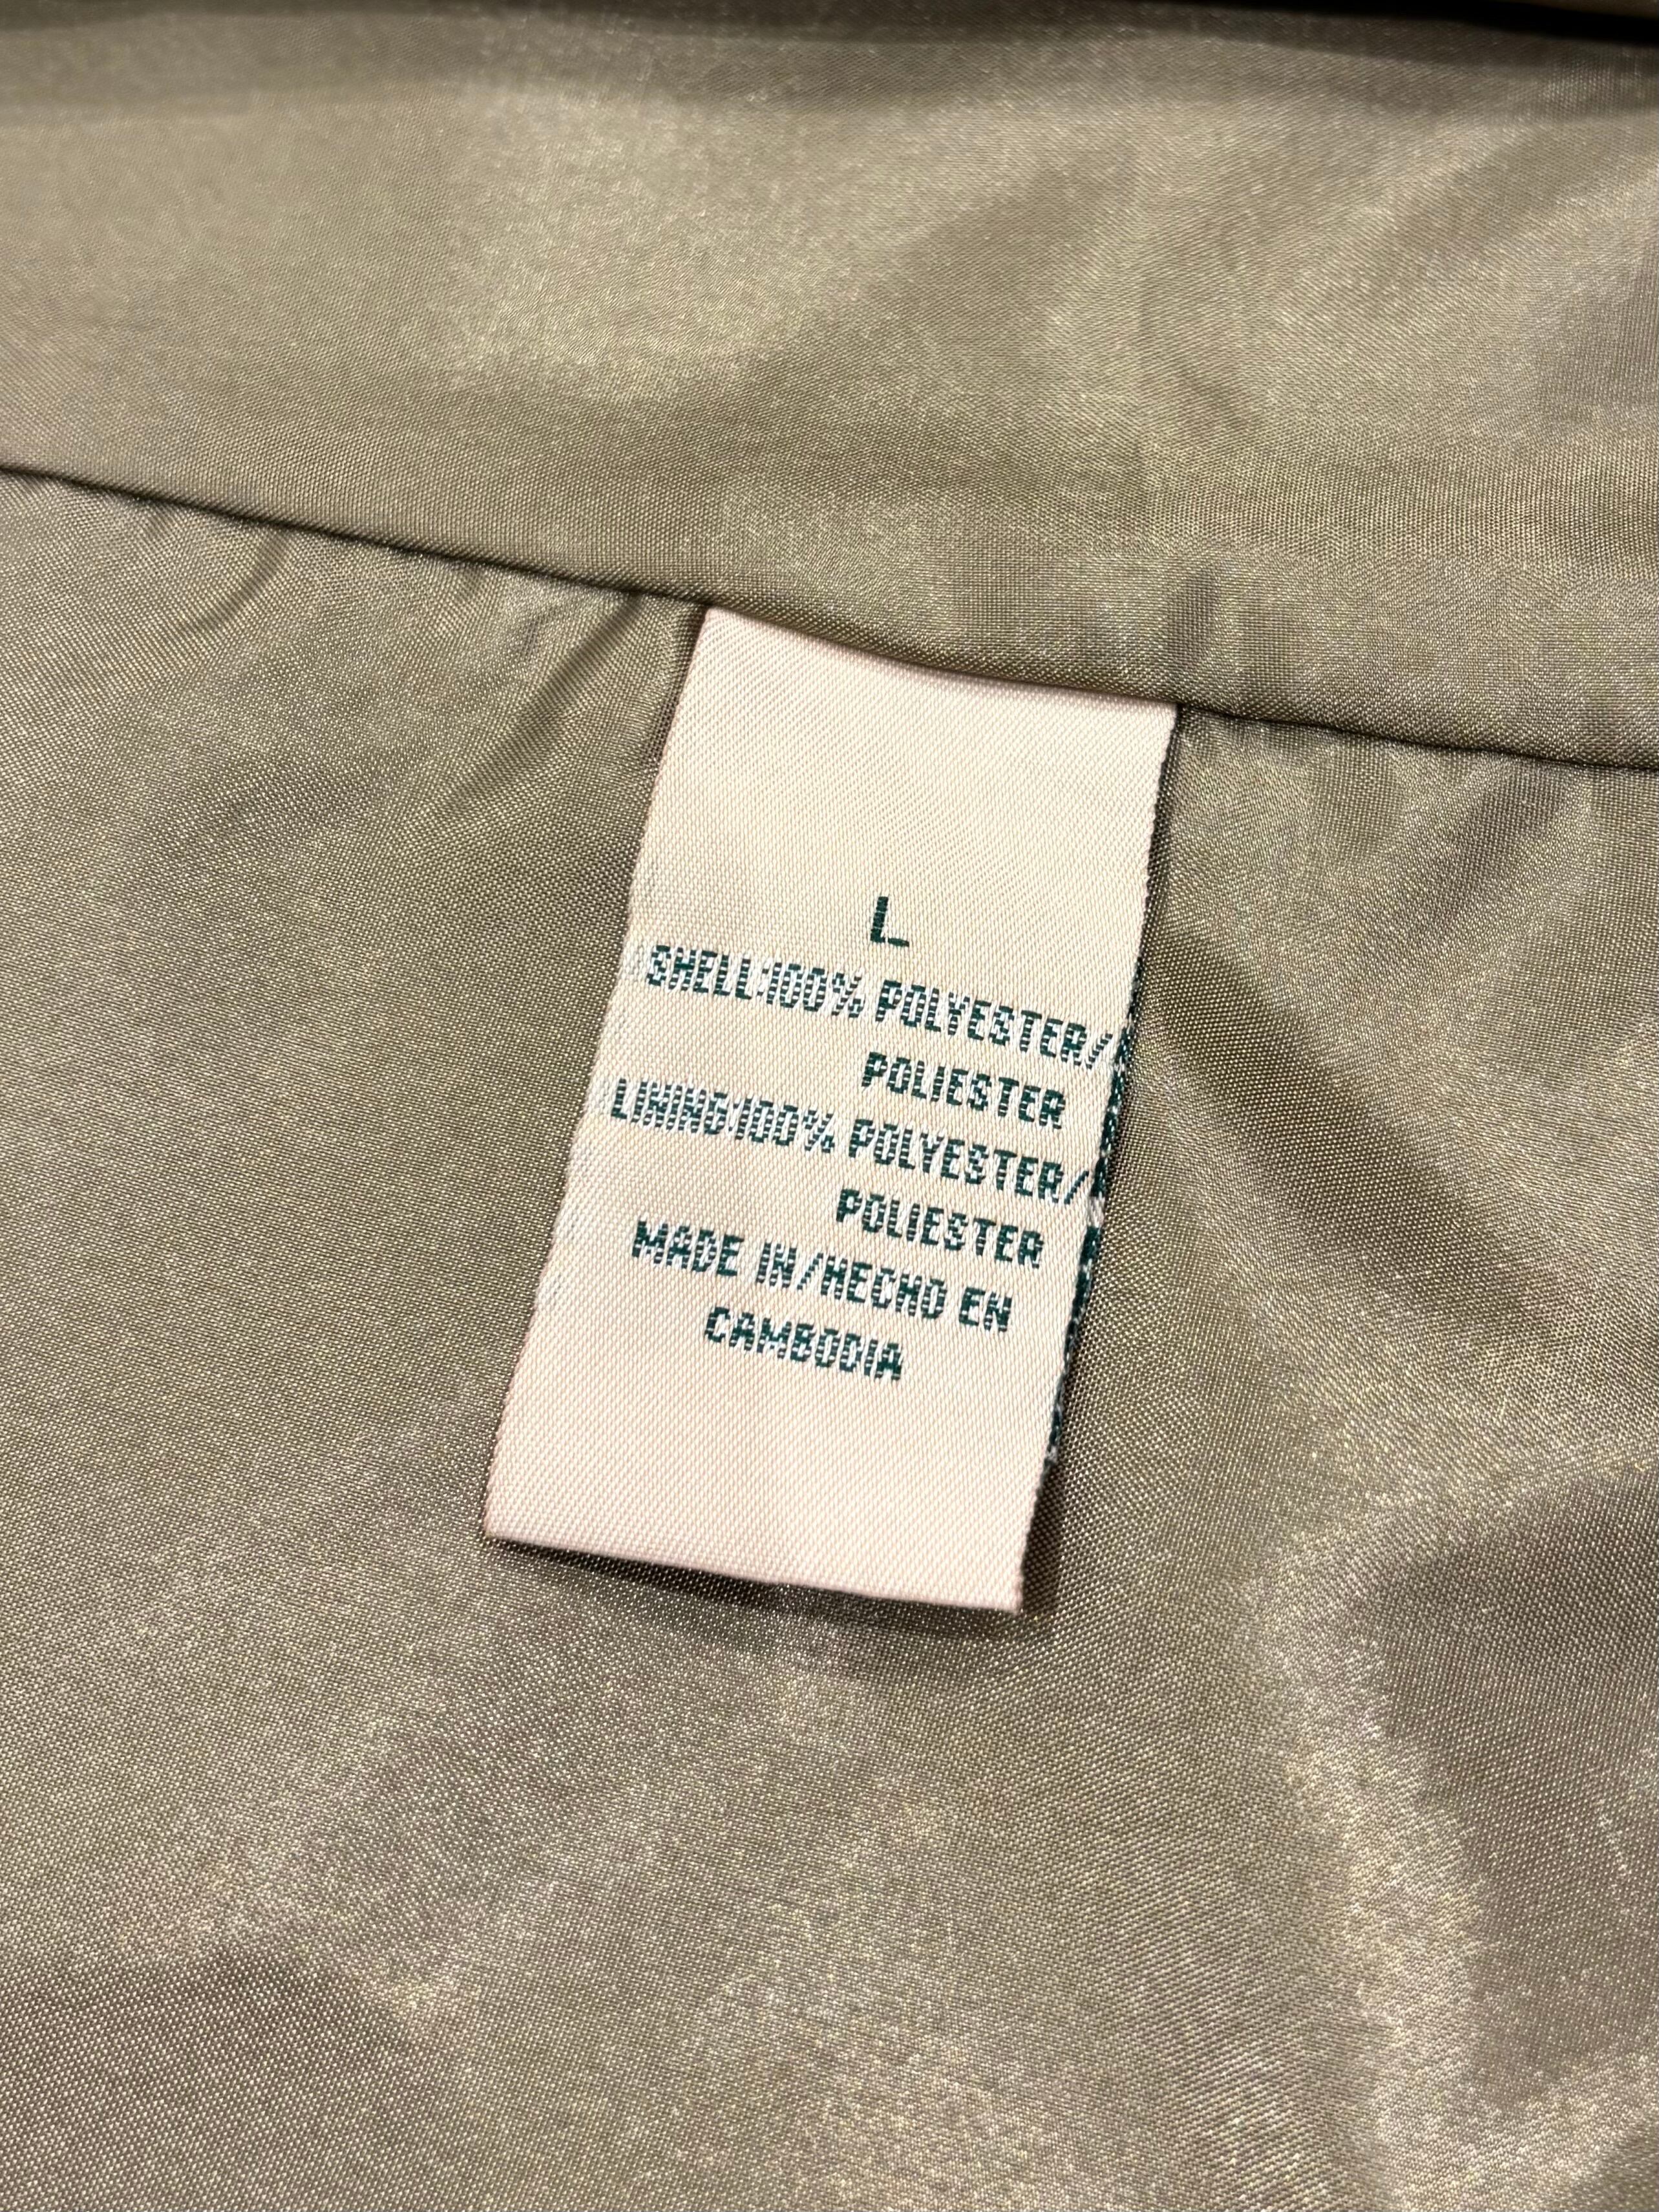 L
SHELL:100% POLYESTER/
POLIESTER
LINING:100% POLYESTER/
POLIESTER
MADE IN/HECHO EN
CAMBODIA